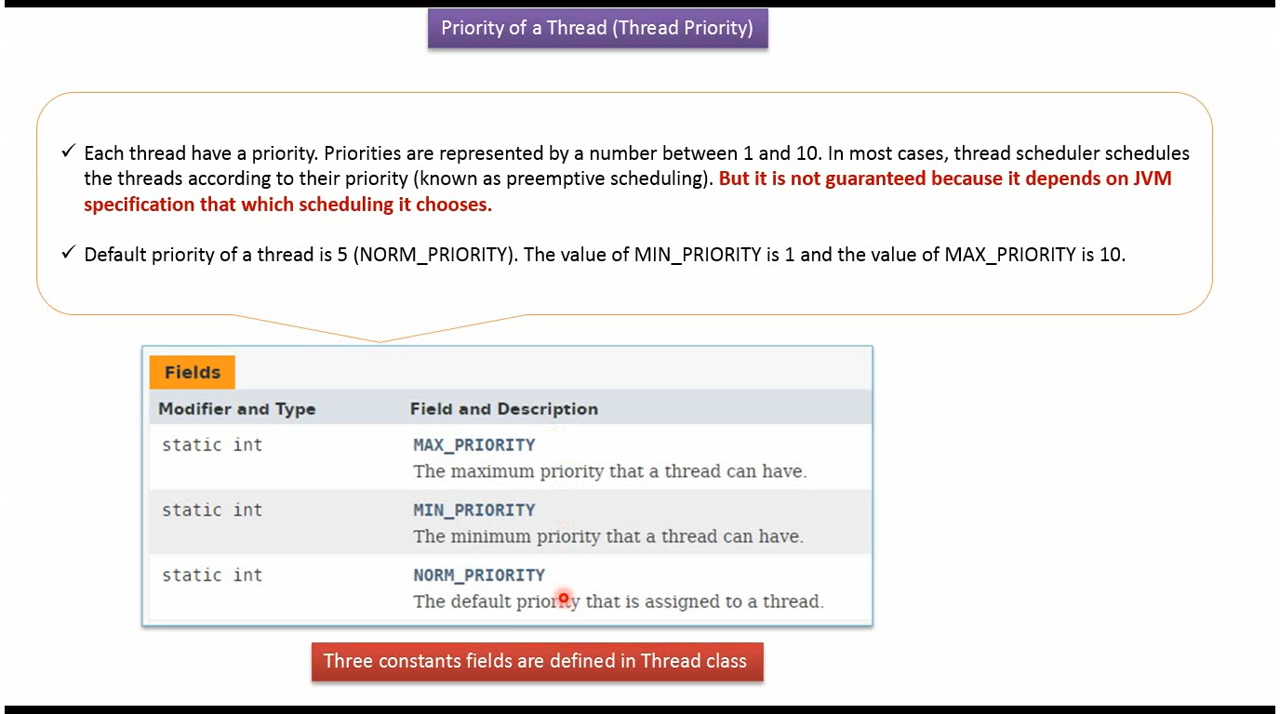 Priority of a Thread (Thread Priority)
✓ Each thread have a priority. Priorities are represented by a number between 1 and 10. In most cases, thread scheduler schedules
the threads according to their priority (known as preemptive scheduling). But it is not guaranteed because it depends on JVM
specification that which scheduling it chooses.
✓ Default priority of a thread is 5 (NORM_PRIORITY). The value of MIN_PRIORITY is 1 and the value of MAX_PRIORITY is 10.
Fields
Modifier and Type Field and Description
static int MAX_PRIORITY
The maximum priority that a thread can have.
static int MIN_PRIORITY
The minimum priority that a thread can have.
static int NORM_PRIORITY
The default priority that is assigned to a thread.
Three constants fields are defined in Thread class